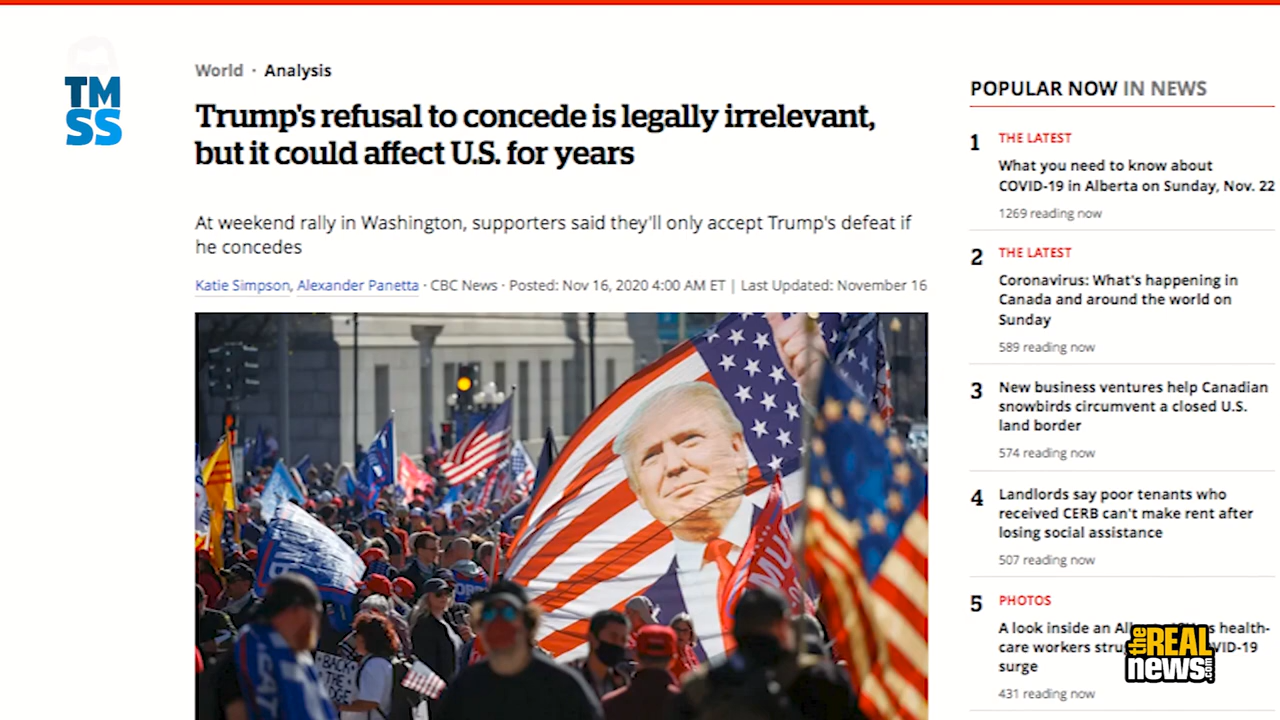 TM
SS
World · Analysis
Trump's refusal to concede is legally irrelevant,
but it could affect U.S. for years
At weekend rally in Washington, supporters said they'll only accept Trump's defeat if
he concedes
Katie Simpson, Alexander Panetta · CBC News · Posted: Nov 16, 2020 4:00 AM ET | Last Updated: November 16
BACK
THE
POPULAR NOW IN NEWS
1 THE LATEST
What you need to know about
COVID-19 in Alberta on Sunday, Nov. 22
1269 reading now
2 THE LATEST
Coronavirus: What's happening in
Canada and around the world on
Sunday
589 reading now
3 New business ventures help Canadian
snowbirds circumvent a closed U.S.
land border
574 reading now
4 Landlords say poor tenants who
received CERB can't make rent after
losing social assistance
507 reading now
5 PHOTOS
A look inside an health-
care workers
surge
431 reading now
the REAL
news.com